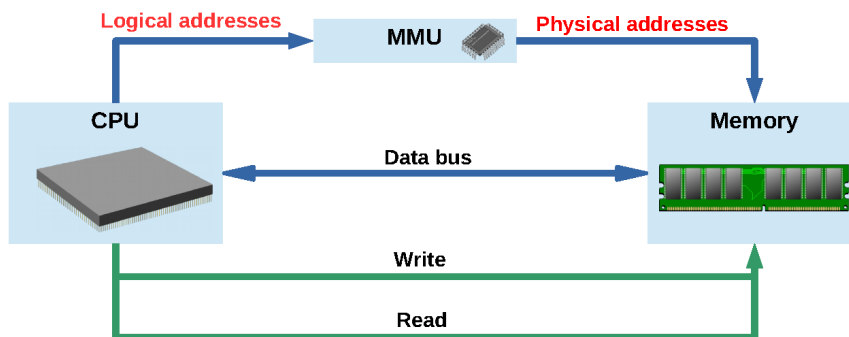 Logical addresses
MMU
Physical addresses
CPU
Memory
Data bus
Write
Read